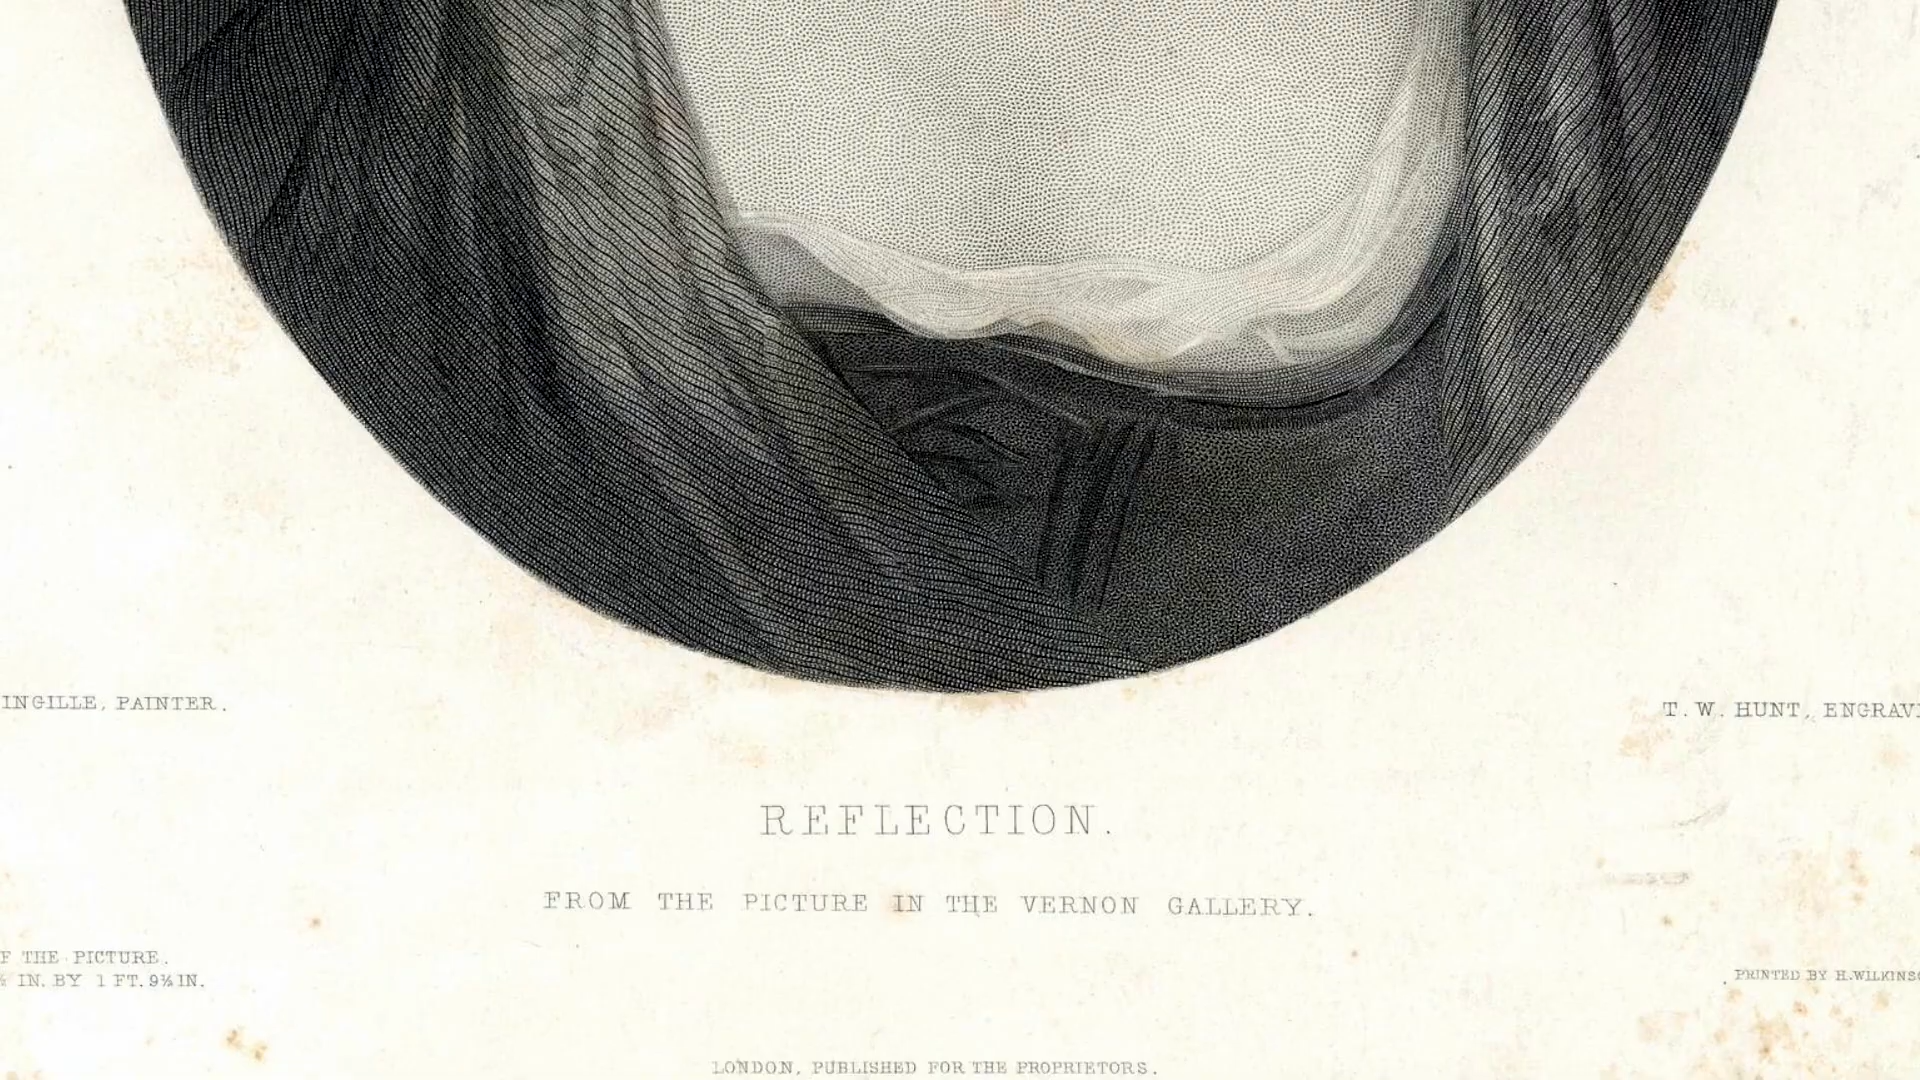 INGILLE, PAINTER.
T. W. HUNT, ENGRAV
REFLECTION.
FROM THE PICTURE IN THE VERNON GALLERY.
F THE PICTURE.
IN. BY 1 FT. 9½ IN.
PRINTED BY H. WILKINS
LONDON, PUBLISHED FOR THE PROPRIETORS.